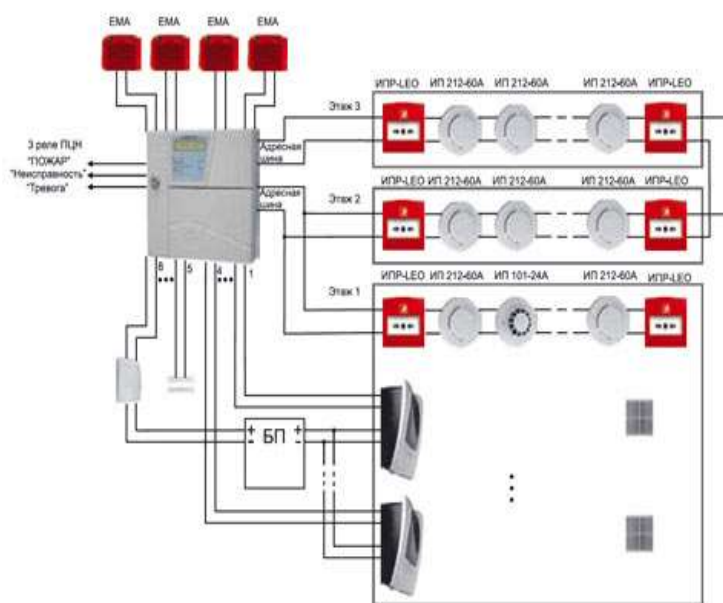 EMA EMA EMA EMA
ИПР-LEO ИП 212-60А ИП 212-60А ИП 212-60А ИПР-LEO
Этаж 3
3 реле ПЦН
"ПОЖАР"
"Неисправность"
"Тревога"
Адресная
шина
Адресная
шина
ИПР-LEO ИП 212-60А ИП 212-60А ИП 212-60А ИПР-LEO
Этаж 2
6 5 4 1
ИПР-LEO ИП 212-60А ИП 101-24А ИП 212-60А ИПР-LEO
Этаж 1
+ БП +
- -